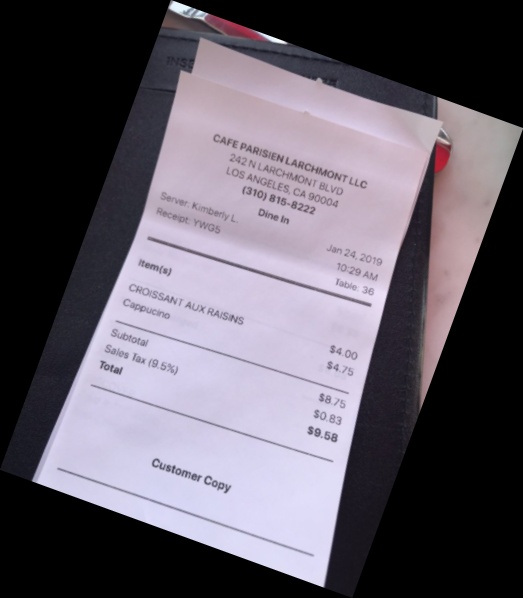 CAFE PARISIEN LARCHMONT LLC
242 N LARCHMONT BLVD
LOS ANGELES, CA 90004
(310) 815-8222
Dine In
Server: Kimberly L.
Receipt: YWG5
Jan 24, 2019
10:29 AM
Table: 36
Item(s)
CROISSANT AUX RAISINS $4.00
Cappucino $4.75
Subtotal $8.75
Sales Tax (9.5%) $0.83
Total $9.58
Customer Copy